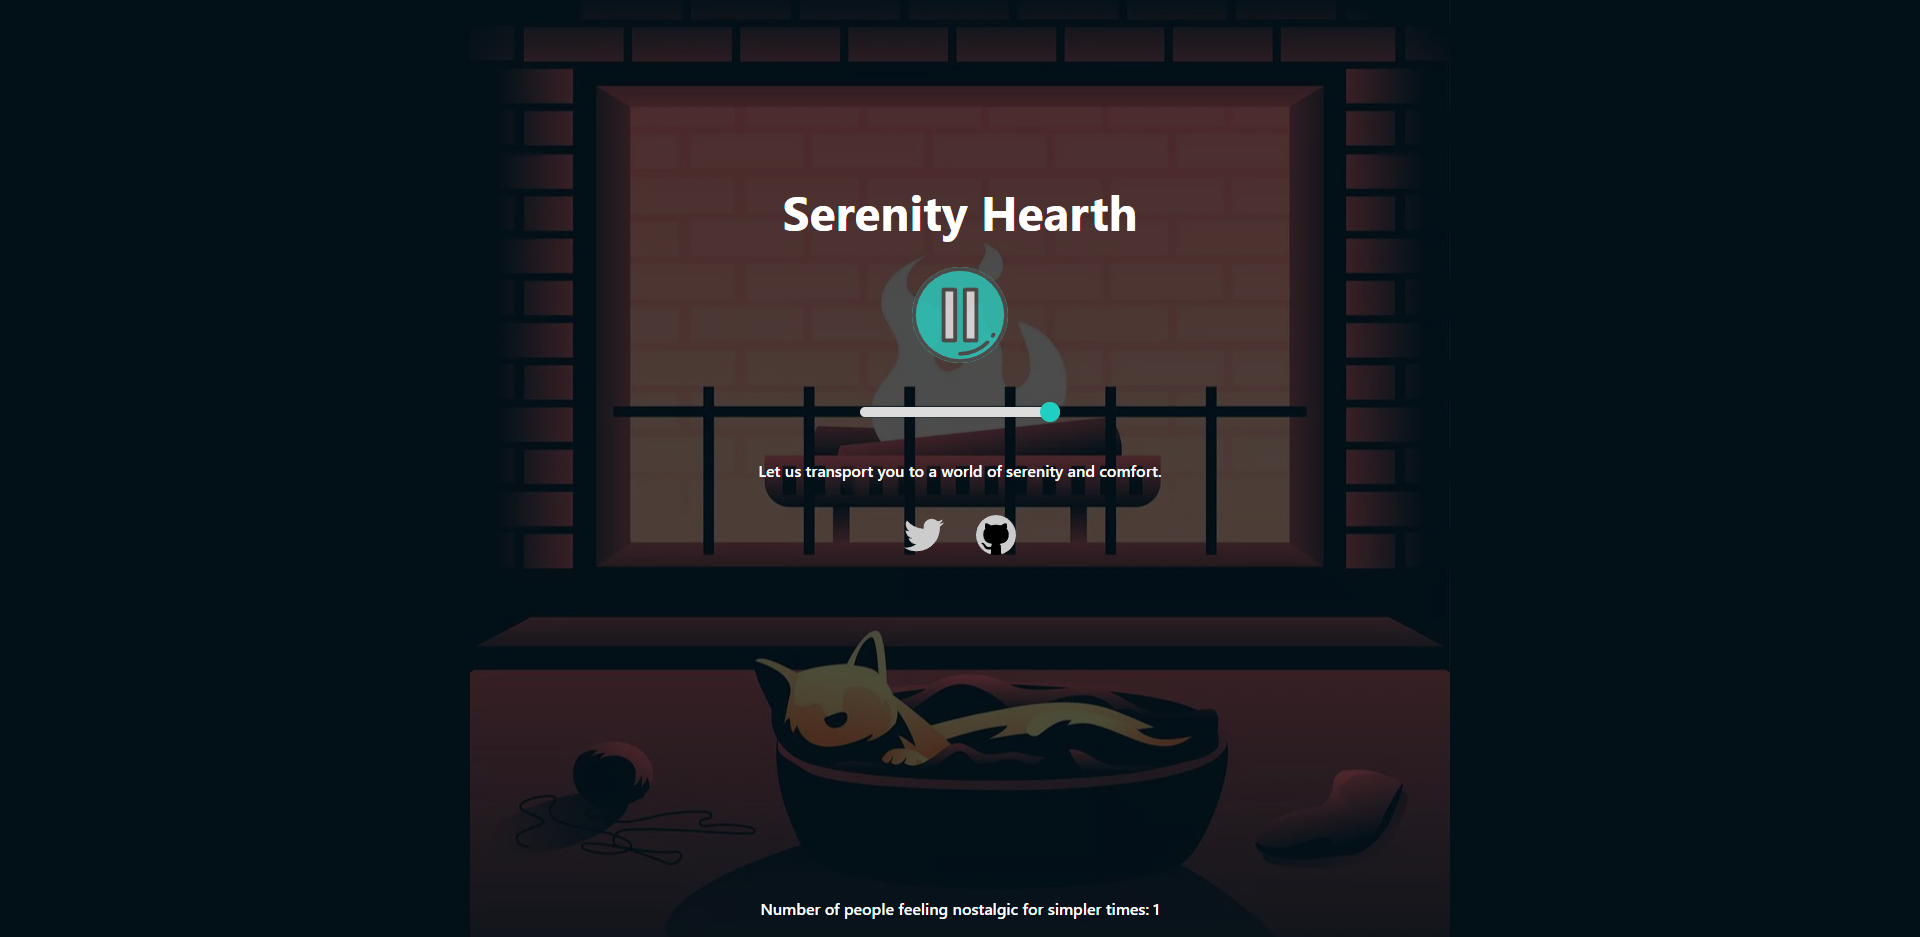 Serenity Hearth
Let us transport you to a world of serenity and comfort.
Number of people feeling nostalgic for simpler times: 1